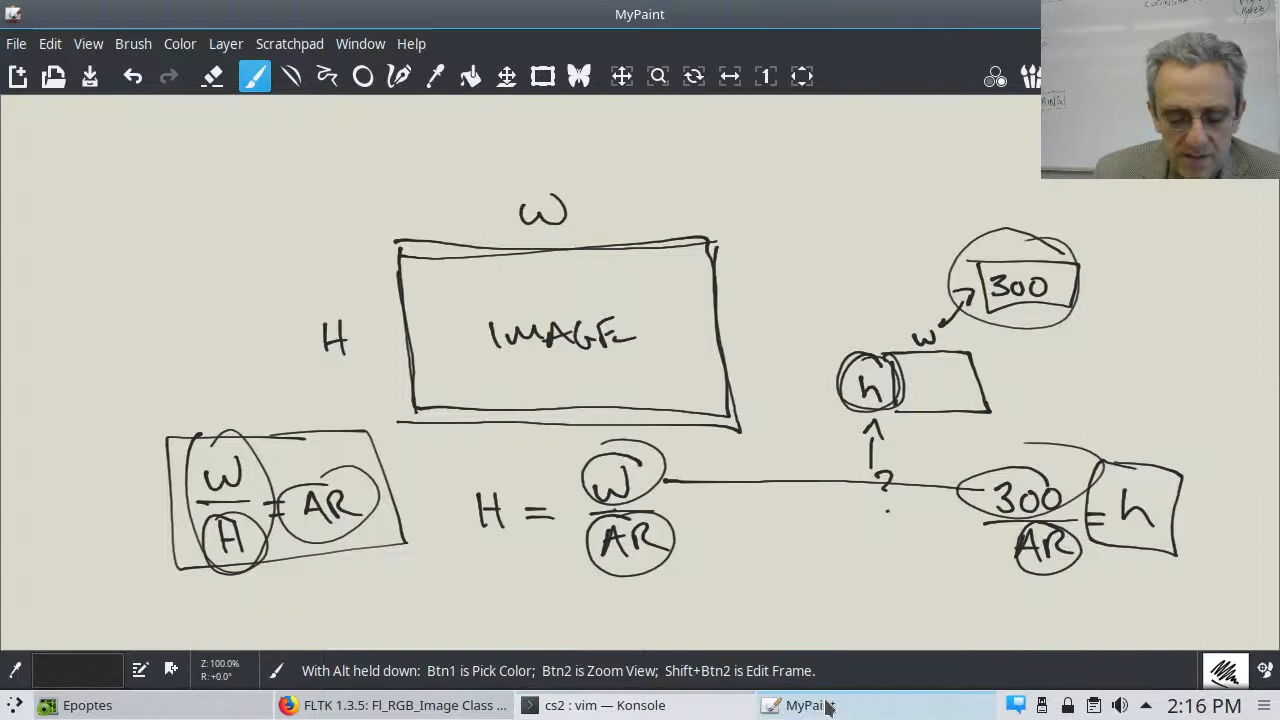 MyPaint
File Edit View Brush Color Layer Scratchpad Window Help
1
W
H
IMAGE
300
w
h
?
W
H
= AR
H = W
AR
300
AR
= h
Z: 100.0%
R: +0.0°
With Alt held down: Btn1 is Pick Color; Btn2 is Zoom View; Shift+Btn2 is Edit Frame.
Epoptes
FLTK 1.3.5: Fl_RGB_Image Class ...
cs2 : vim — Konsole
MyPaint
2:16 PM